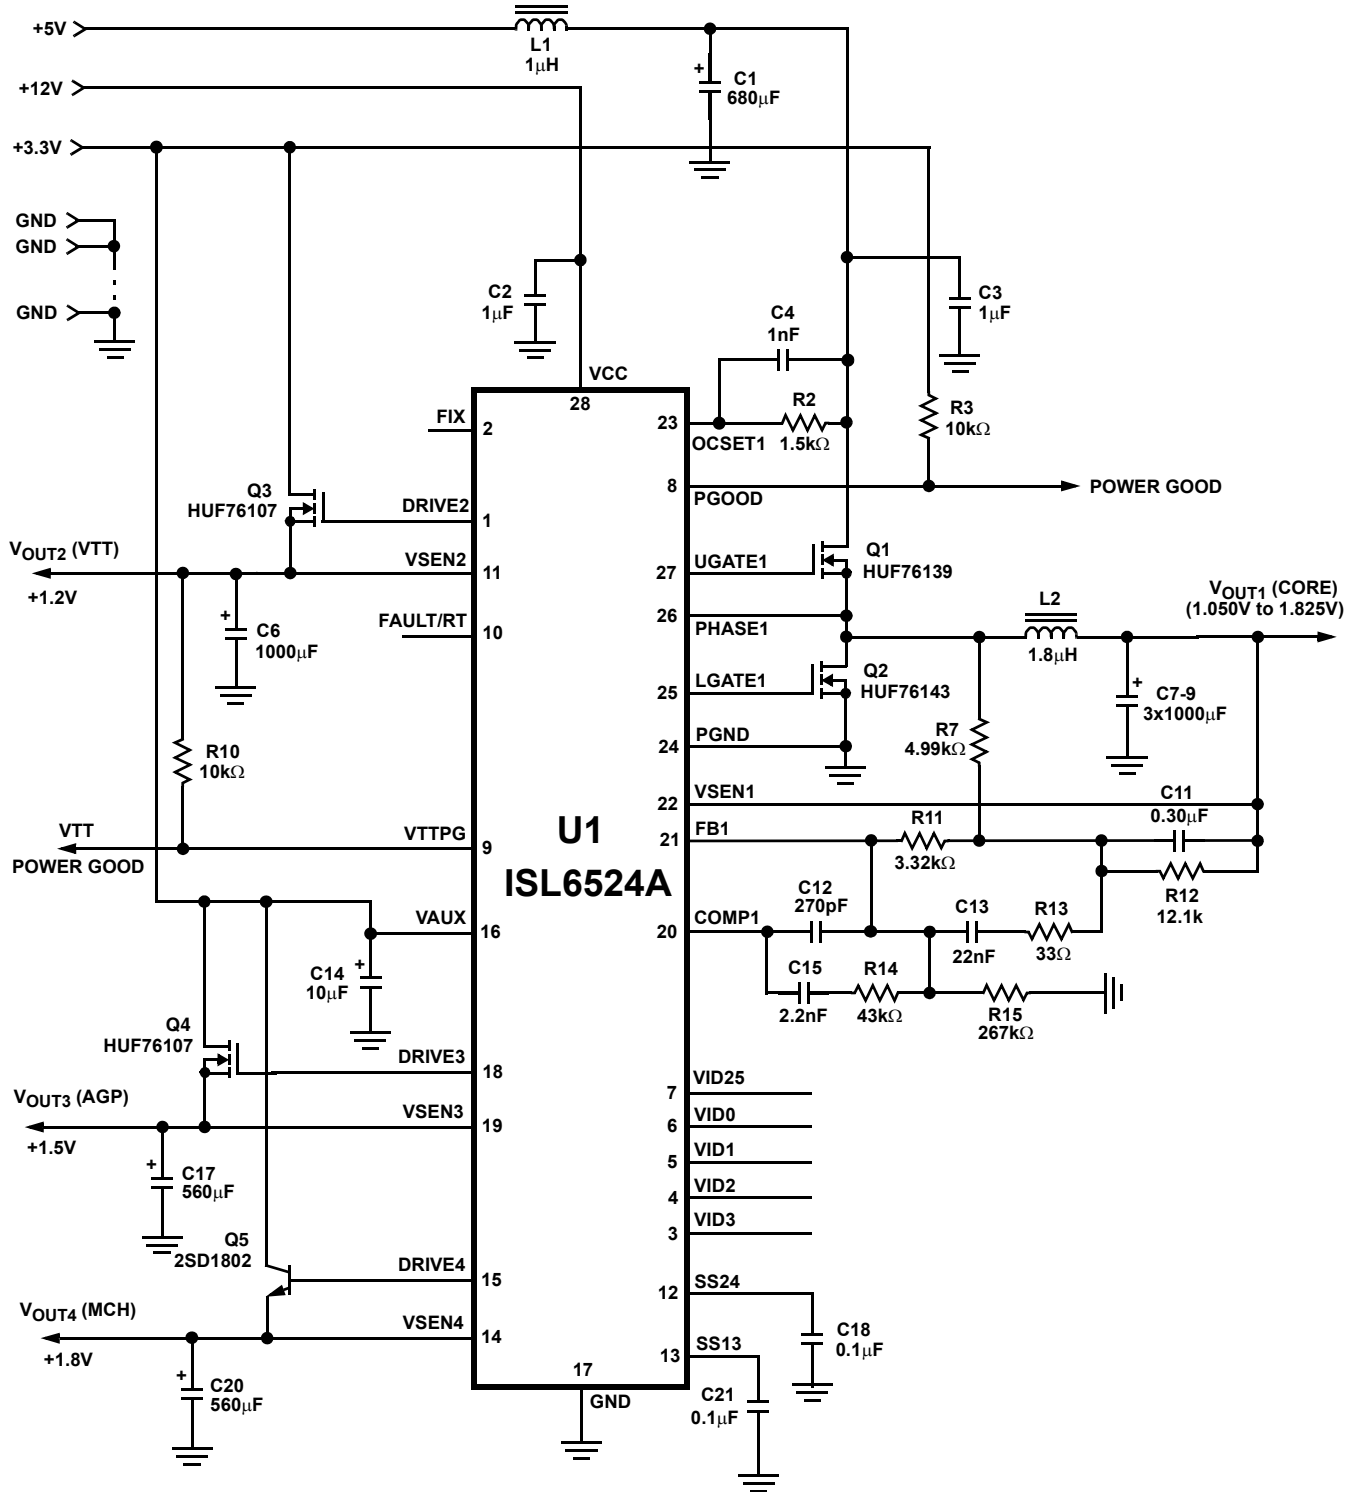 +5V
L1
1μH
C1
680μF
+
+12V
+3.3V
GND
GND
GND
C2
1μF
C3
1μF
C4
1nF
VCC
28
FIX
2
23
OCSET1
R2
1.5kΩ
R3
10kΩ
8
PGOOD
POWER GOOD
Q3
HUF76107
DRIVE2
1
VOUT2 (VTT)
+1.2V
VSEN2
11
27
UGATE1
Q1
HUF76139
FAULT/RT
10
+
C6
1000μF
26
PHASE1
L2
1.8μH
VOUT1 (CORE)
(1.050V to 1.825V)
25
LGATE1
Q2
HUF76143
+
C7-9
3x1000μF
24
PGND
R7
4.99kΩ
R10
10kΩ
22
VSEN1
VTT
POWER GOOD
VTTPG
9
U1
ISL6524A
21
FB1
R11
3.32kΩ
C11
0.30μF
R12
12.1k
VAUX
16
20
COMP1
C12
270pF
C13
22nF
R13
33Ω
+
C14
10μF
C15
2.2nF
R14
43kΩ
R15
267kΩ
Q4
HUF76107
DRIVE3
18
VOUT3 (AGP)
+1.5V
VSEN3
19
7
VID25
6
VID0
5
VID1
4
VID2
3
VID3
+
C17
560μF
Q5
2SD1802
DRIVE4
15
12
SS24
C18
0.1μF
VOUT4 (MCH)
+1.8V
VSEN4
14
13
SS13
C21
0.1μF
+
C20
560μF
17
GND